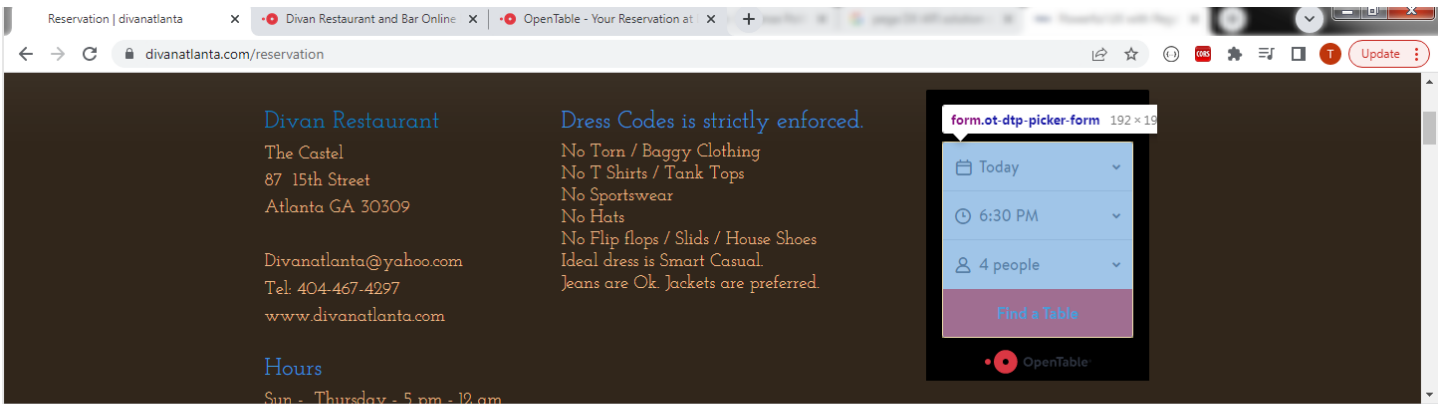 Reservation | divanatlanta
Divan Restaurant and Bar Online
OpenTable - Your Reservation at
divanatlanta.com/reservation
CORS
T
Update
Divan Restaurant
The Castel
87 15th Street
Atlanta GA 30309
Divanatlanta@yahoo.com
Tel: 404-467-4297
www.divanatlanta.com
Hours
Sun - Thursday - 5 pm - 12 am
Dress Codes is strictly enforced.
No Torn / Baggy Clothing
No T Shirts / Tank Tops
No Sportswear
No Hats
No Flip flops / Slids / House Shoes
Ideal dress is Smart Casual.
Jeans are Ok. Jackets are preferred.
form.ot-dtp-picker-form 192 × 19
Today
6:30 PM
4 people
Find a Table
OpenTable